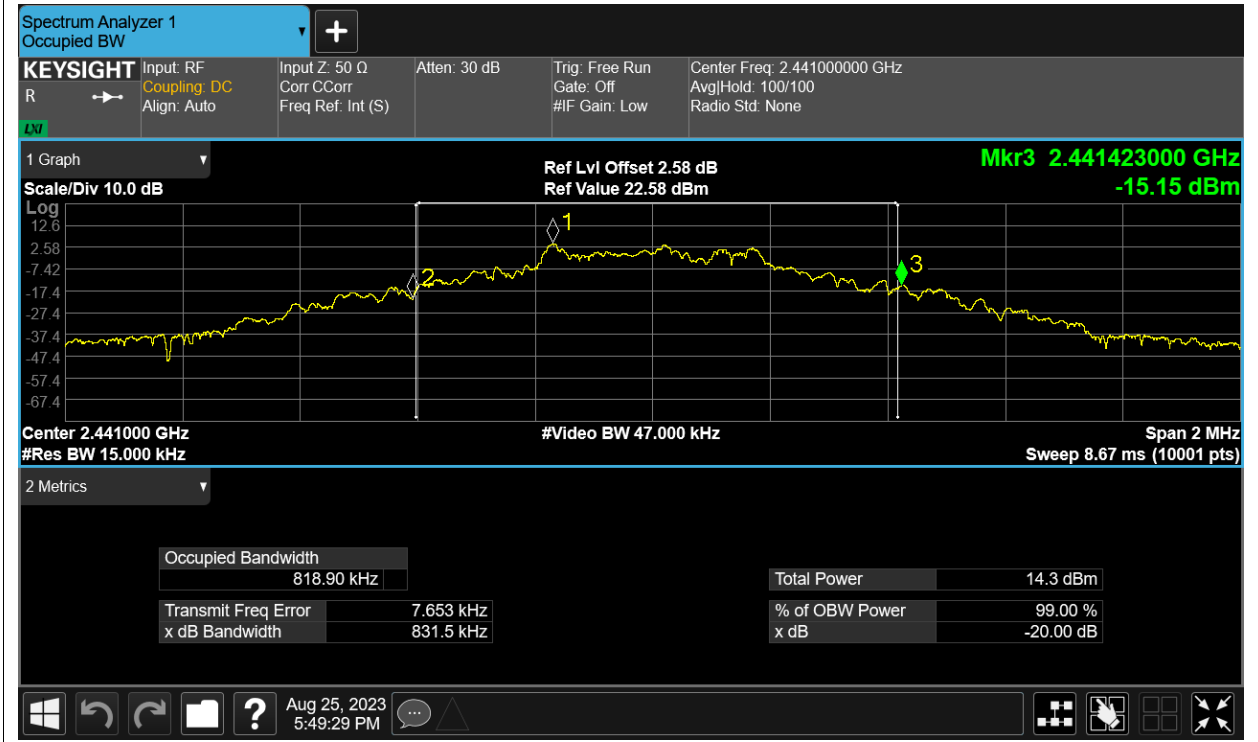 Spectrum Analyzer 1
Occupied BW
KEYSIGHT
R
LXI
Input: RF
Coupling: DC
Align: Auto
Input Z: 50 Ω
Corr CCorr
Freq Ref: Int (S)
Atten: 30 dB
Trig: Free Run
Gate: Off
#IF Gain: Low
Center Freq: 2.441000000 GHz
Avg|Hold: 100/100
Radio Std: None
1 Graph
Scale/Div 10.0 dB
Ref Lvl Offset 2.58 dB
Ref Value 22.58 dBm
Mkr3 2.441423000 GHz
-15.15 dBm
Log
12.6
2.58
-7.42
-17.4
-27.4
-37.4
-47.4
-57.4
-67.4
1
2
3
Center 2.441000 GHz
#Res BW 15.000 kHz
#Video BW 47.000 kHz
Span 2 MHz
Sweep 8.67 ms (10001 pts)
2 Metrics
Occupied Bandwidth
818.90 kHz
Transmit Freq Error 7.653 kHz
x dB Bandwidth 831.5 kHz
Total Power 14.3 dBm
% of OBW Power 99.00 %
x dB -20.00 dB
?
Aug 25, 2023
5:49:29 PM